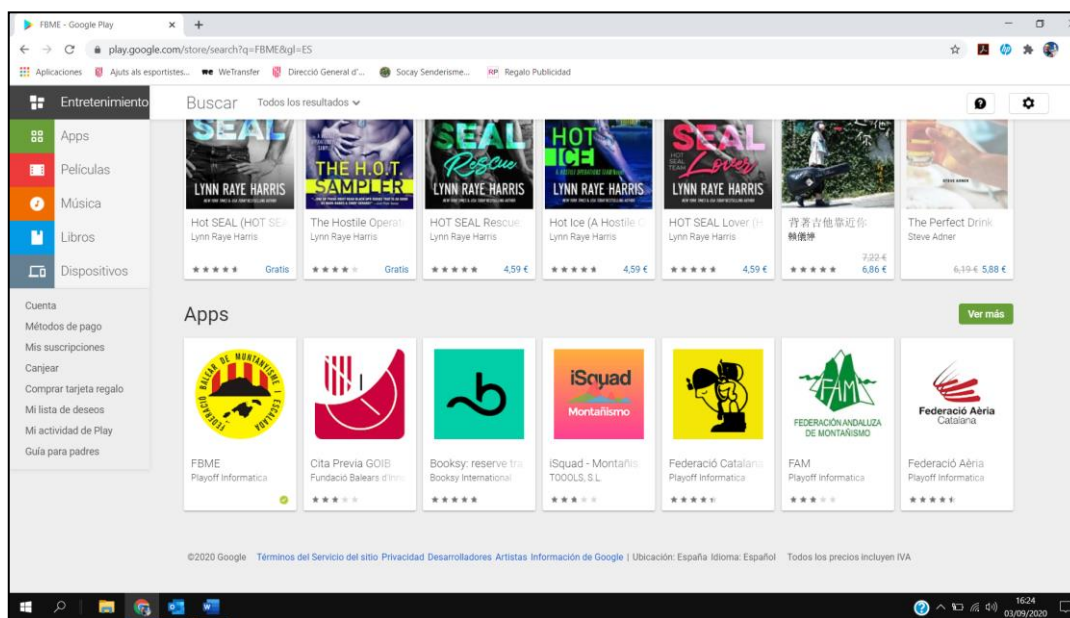 FBME - Google Play
play.google.com/store/search?q=FBME&gl=ES
Aplicaciones Ajuts als esportistes... we WeTransfer Direcció General d'... Socay Senderisme... RP Regalo Publicidad
Entretenimiento Buscar Todos los resultados
Apps
Películas
Música
Libros
Dispositivos
Cuenta
Métodos de pago
Mis suscripciones
Canjear
Comprar tarjeta regalo
Mi lista de deseos
Mi actividad de Play
Guía para padres
SEAL
LYNN RAYE HARRIS
Hot SEAL (HOT SE
Lynn Raye Harris
Gratis
THE H.O.T. SAMPLER
LYNN RAYE HARRIS
The Hostile Operat
Lynn Raye Harris
Gratis
SEAL
Rescue
LYNN RAYE HARRIS
HOT SEAL Rescue
Lynn Raye Harris
4,59 €
HOT
ICE
LYNN RAYE HARRIS
Hot Ice (A Hostile O
Lynn Raye Harris
4,59 €
SEAL
HOT SEAL TEAM
Lover
LYNN RAYE HARRIS
HOT SEAL Lover (H
Lynn Raye Harris
4,59 €
背著吉他靠近你
賴儀婷
7,22 €
6,86 €
STEVE ADNER
The Perfect Drink
Steve Adner
6,19 € 5,88 €
Apps
Ver más
FEDERACIÓ BALEAR DE MUNTANYISME I ESCALADA
FBME
Playoff Informatica
Cita Previa GOIB
Fundació Balears d'Inno
b
Booksy: reserve tra
Booksy International
iSquad
Montañismo
iSquad - Montañis
TOOOLS, S.L.
Federació Catalana
Playoff Informatica
FAM
FEDERACIÓN ANDALUZA
DE MONTAÑISMO
FAM
Playoff Informatica
Federació Aèria
Catalana
Federació Aèria
Playoff Informatica
©2020 Google Términos del Servicio del sitio Privacidad Desarrolladores Artistas Información de Google | Ubicación: España Idioma: Español Todos los precios incluyen IVA
16:24
03/09/2020